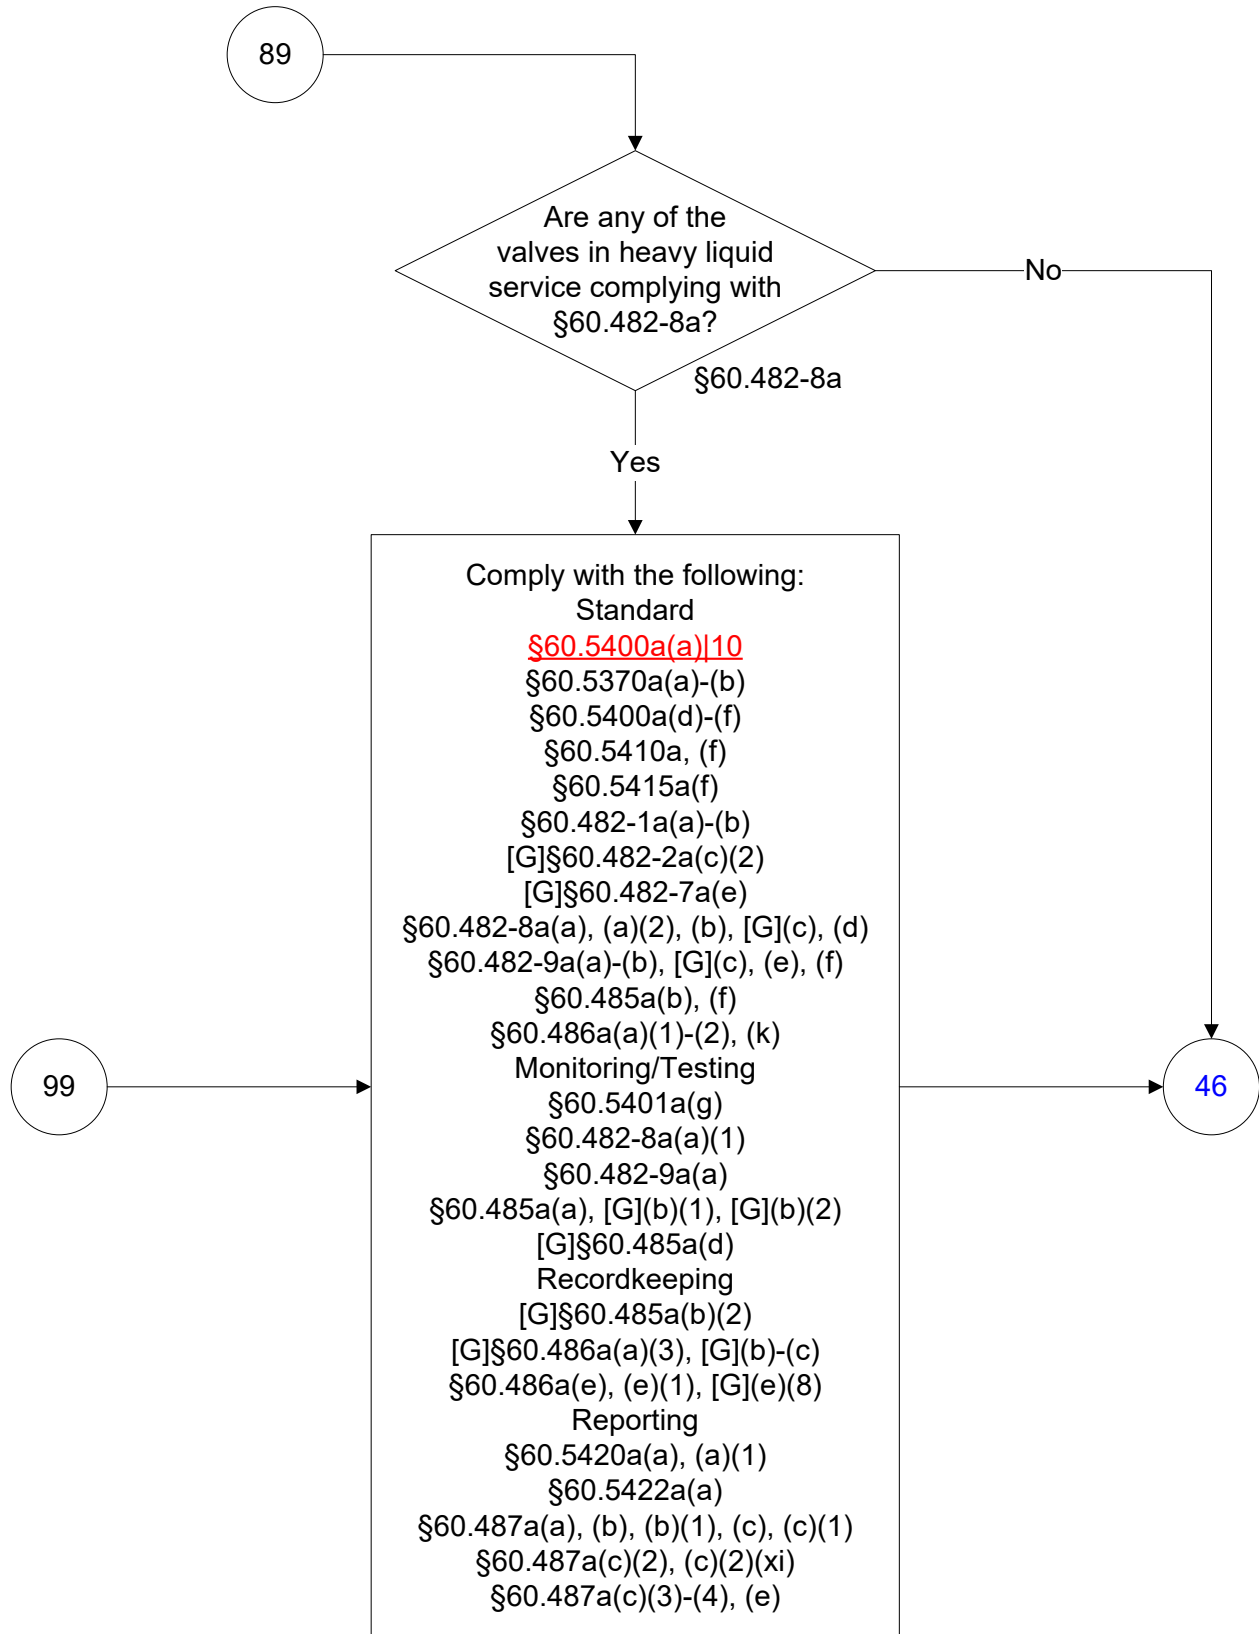 89
Are any of the
valves in heavy liquid
service complying with
§60.482-8a?
No
§60.482-8a
Yes
Comply with the following:
Standard
§60.5400a(a)|10
§60.5370a(a)-(b)
§60.5400a(d)-(f)
§60.5410a, (f)
§60.5415a(f)
§60.482-1a(a)-(b)
[G]§60.482-2a(c)(2)
[G]§60.482-7a(e)
§60.482-8a(a), (a)(2), (b), [G](c), (d)
§60.482-9a(a)-(b), [G](c), (e), (f)
§60.485a(b), (f)
§60.486a(a)(1)-(2), (k)
Monitoring/Testing
§60.5401a(g)
§60.482-8a(a)(1)
§60.482-9a(a)
§60.485a(a), [G](b)(1), [G](b)(2)
[G]§60.485a(d)
Recordkeeping
[G]§60.485a(b)(2)
[G]§60.486a(a)(3), [G](b)-(c)
§60.486a(e), (e)(1), [G](e)(8)
Reporting
§60.5420a(a), (a)(1)
§60.5422a(a)
§60.487a(a), (b), (b)(1), (c), (c)(1)
§60.487a(c)(2), (c)(2)(xi)
§60.487a(c)(3)-(4), (e)
99
46